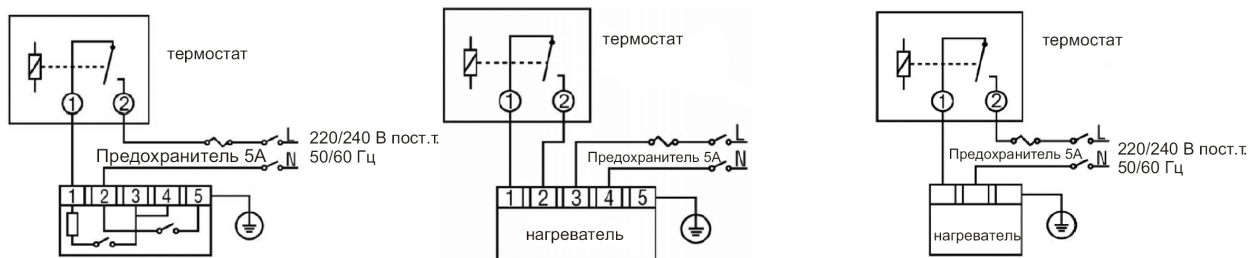 термостат
1 2
L 220/240 В пост.т.
Предохранитель 5А N 50/60 Гц
1 2 3 4 5
термостат
1 2
L
Предохранитель 5А N
1 2 3 4 5
нагреватель
термостат
1 2
L 220/240 В пост.т.
Предохранитель 5А N 50/60 Гц
нагреватель